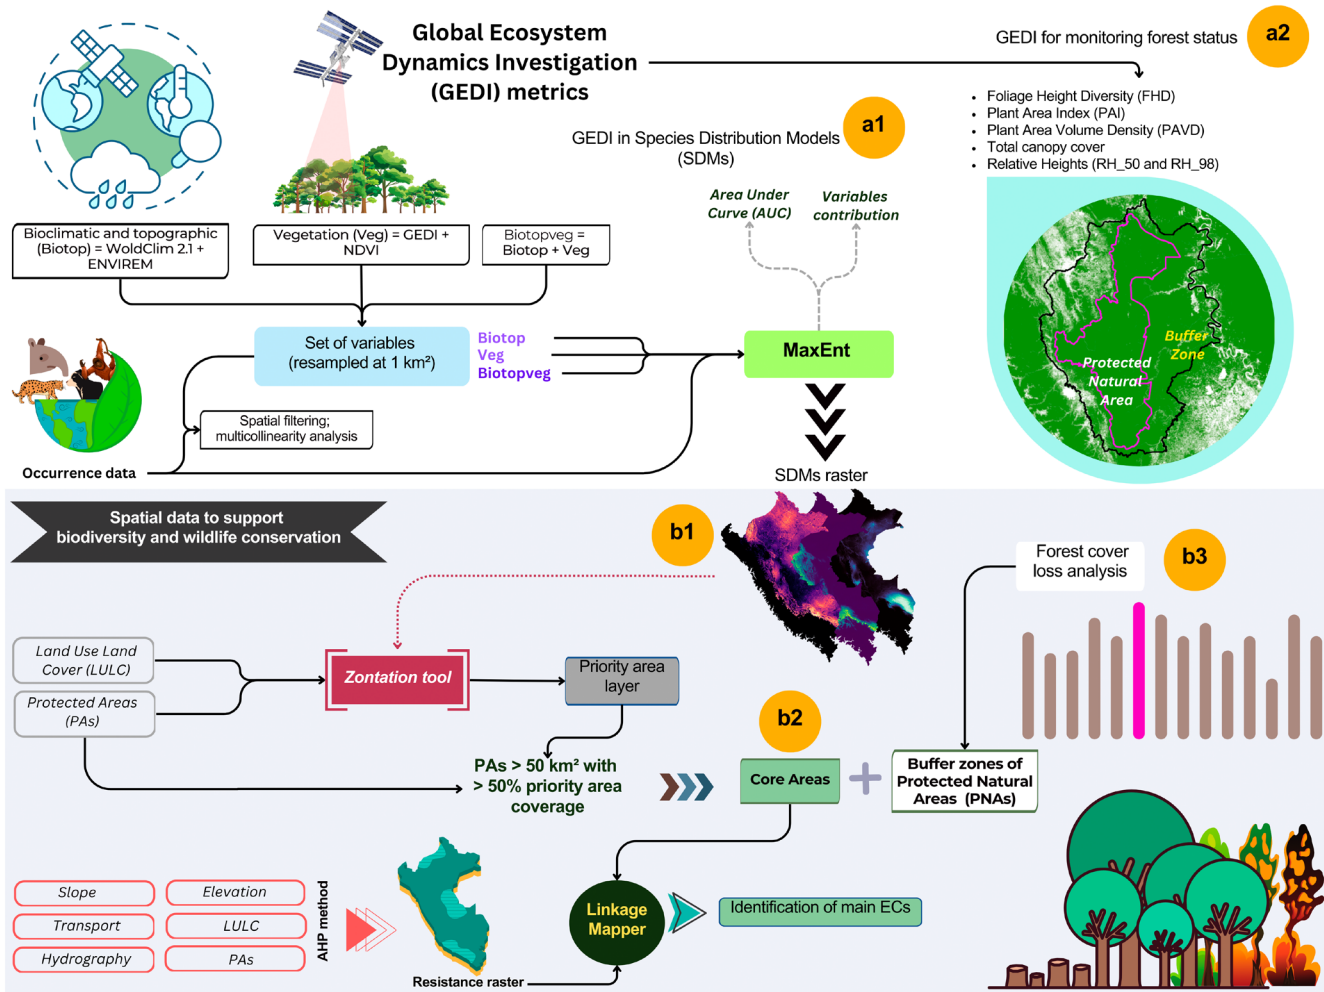 Global Ecosystem
Dynamics Investigation
(GEDI) metrics
GEDI for monitoring forest status
a2
• Foliage Height Diversity (FHD)
• Plant Area Index (PAI)
• Plant Area Volume Density (PAVD)
• Total canopy cover
• Relative Heights (RH_50 and RH_98)
a1
GEDI in Species Distribution Models
(SDMs)
Area Under
Curve (AUC)
Variables
contribution
Bioclimatic and topographic
(Biotop) = WoldClim 2.1 +
ENVIREM
Vegetation (Veg) = GEDI +
NDVI
Biotopveg =
Biotop + Veg
Set of variables
(resampled at 1 km²)
Biotop
Veg
Biotopveg
MaxEnt
Buffer
Zone
Protected
Natural
Area
Spatial filtering;
multicollinearity analysis
Occurrence data
SDMs raster
Spatial data to support
biodiversity and wildlife conservation
b1
Forest cover
loss analysis
b3
Land Use Land
Cover (LULC)
Protected Areas
(PAs)
Zontation tool
Priority area
layer
b2
PAs > 50 km² with
> 50% priority area
coverage
Core Areas
+
Buffer zones of
Protected Natural
Areas (PNAs)
Slope
Elevation
Transport
LULC
Hydrography
PAs
AHP method
Resistance raster
Linkage
Mapper
Identification of main ECs